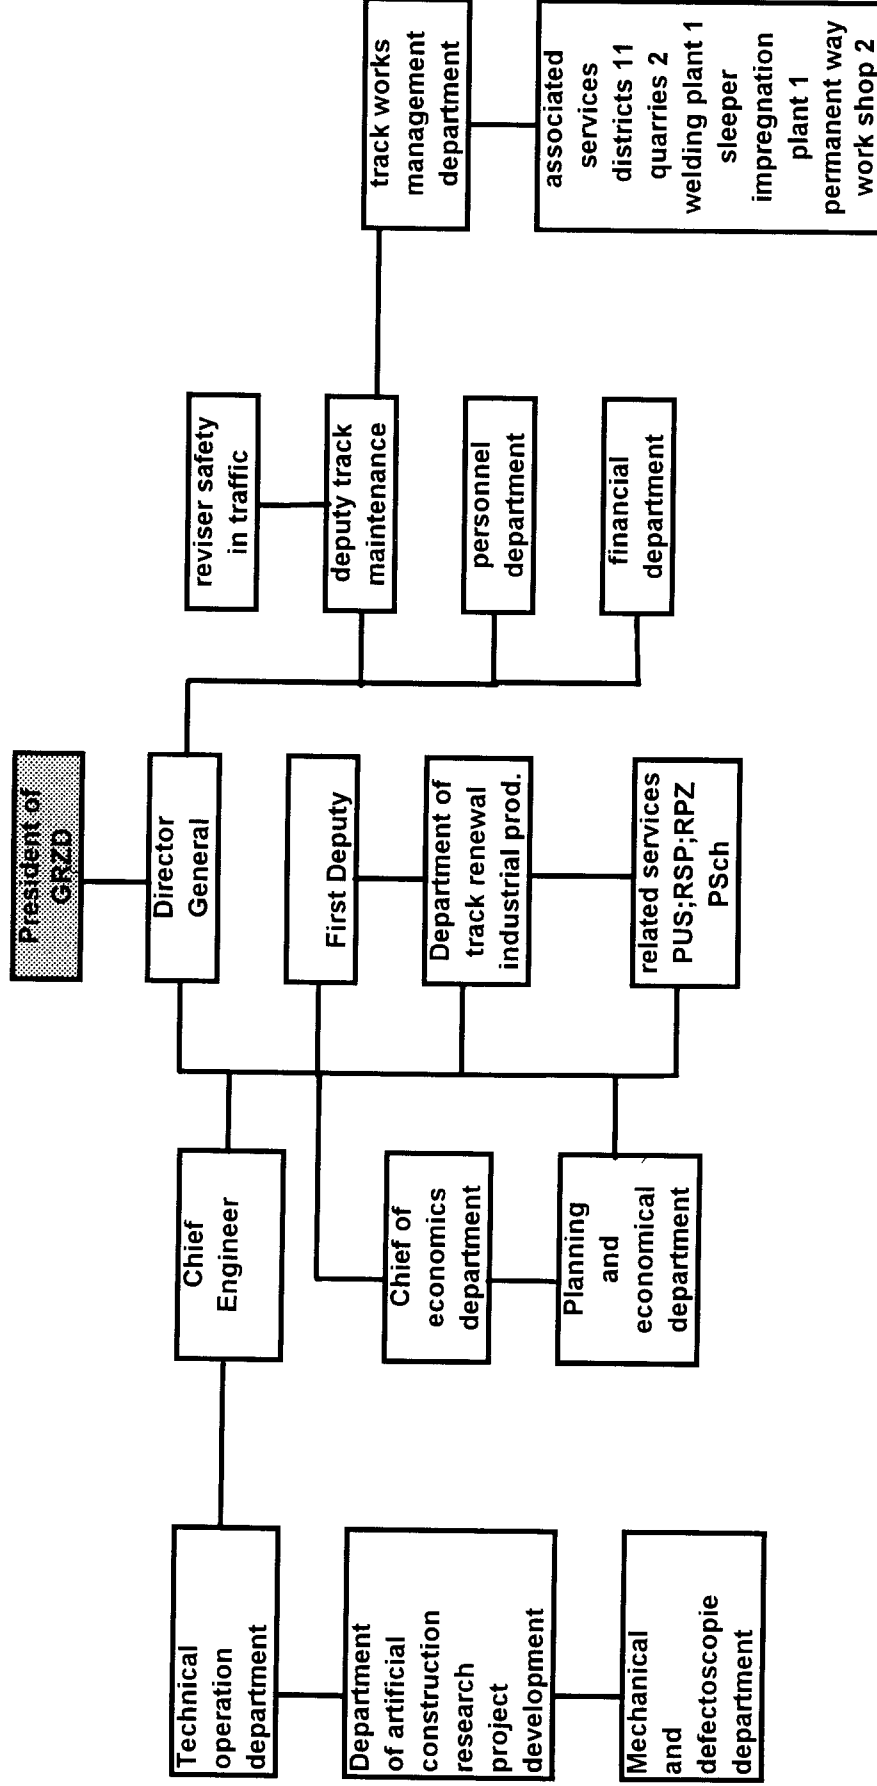 President of
GRZD
Director
General
First Deputy
Department of
track renewal
industrial prod.
related services
PUS;RSP;RPZ
PSch
Chief
Engineer
Chief of
economics
department
Planning
and
economical
department
Technical
operation
department
Department
of artificial
construction
research
project
development
Mechanical
and
defectoscopie
department
reviser safety
in traffic
deputy track
maintenance
personnel
department
financial
department
track works
management
department
associated
services
districts 11
quarries 2
welding plant 1
sleeper
impregnation
plant 1
permanent way
work shop 2